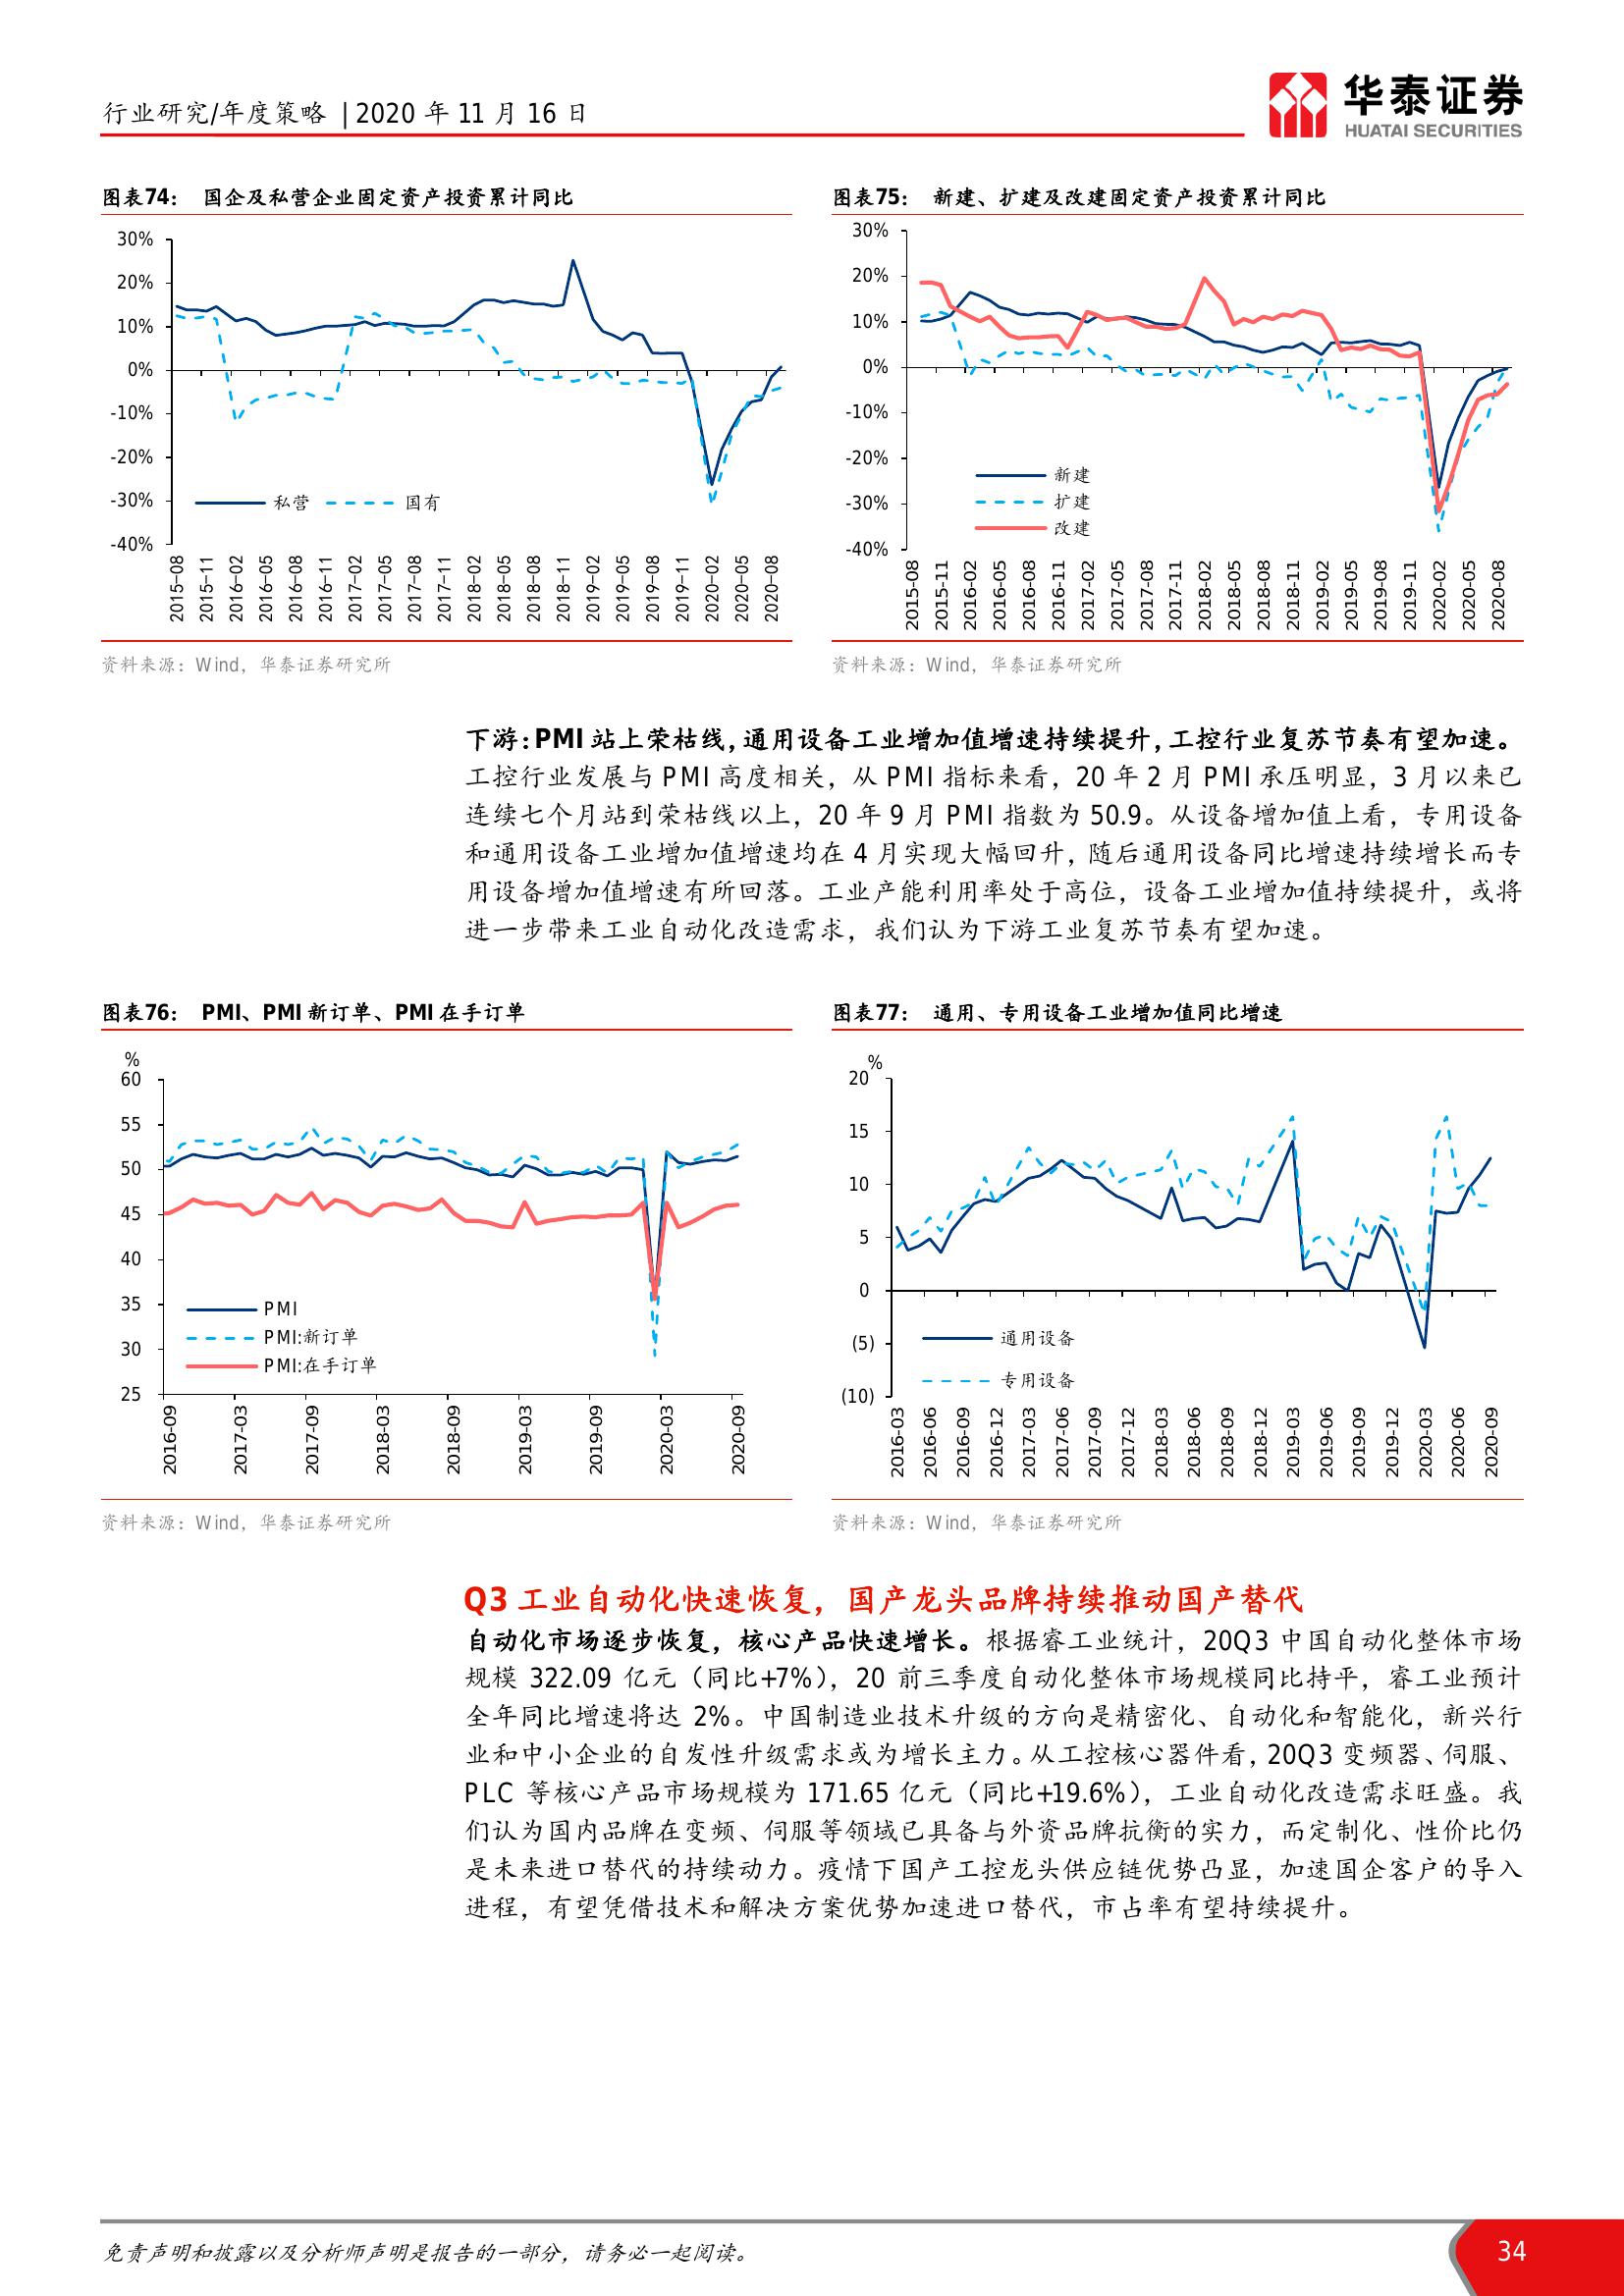 行业研究/年度策略 | 2020 年 11 月 16 日
华泰证券
HUATAI SECURITIES
图表74： 国企及私营企业固定资产投资累计同比
30%
20%
10%
0%
-10%
-20%
-30%
-40%
私营 国有
2015-08 2015-11 2016-02 2016-05 2016-08 2016-11 2017-02 2017-05 2017-08 2017-11 2018-02 2018-05 2018-08 2018-11 2019-02 2019-05 2019-08 2019-11 2020-02 2020-05 2020-08
资料来源：Wind，华泰证券研究所
图表75： 新建、扩建及改建固定资产投资累计同比
30%
20%
10%
0%
-10%
-20%
-30%
-40%
新建
扩建
改建
2015-08 2015-11 2016-02 2016-05 2016-08 2016-11 2017-02 2017-05 2017-08 2017-11 2018-02 2018-05 2018-08 2018-11 2019-02 2019-05 2019-08 2019-11 2020-02 2020-05 2020-08
资料来源：Wind，华泰证券研究所
下游：PMI 站上荣枯线，通用设备工业增加值增速持续提升，工控行业复苏节奏有望加速。
工控行业发展与 PMI 高度相关，从 PMI 指标来看，20 年 2 月 PMI 承压明显，3 月以来已
连续七个月站到荣枯线以上，20 年 9 月 PMI 指数为 50.9。从设备增加值上看，专用设备
和通用设备工业增加值增速均在 4 月实现大幅回升，随后通用设备同比增速持续增长而专
用设备增加值增速有所回落。工业产能利用率处于高位，设备工业增加值持续提升，或将
进一步带来工业自动化改造需求，我们认为下游工业复苏节奏有望加速。
图表76： PMI、PMI 新订单、PMI 在手订单
%
60
55
50
45
40
35
30
25
PMI
PMI:新订单
PMI:在手订单
2016-09 2017-03 2017-09 2018-03 2018-09 2019-03 2019-09 2020-03 2020-09
资料来源：Wind，华泰证券研究所
图表77： 通用、专用设备工业增加值同比增速
%
20
15
10
5
0
(5)
(10)
通用设备
专用设备
2016-03 2016-06 2016-09 2016-12 2017-03 2017-06 2017-09 2017-12 2018-03 2018-06 2018-09 2018-12 2019-03 2019-06 2019-09 2019-12 2020-03 2020-06 2020-09
资料来源：Wind，华泰证券研究所
Q3 工业自动化快速恢复，国产龙头品牌持续推动国产替代
自动化市场逐步恢复，核心产品快速增长。根据睿工业统计，20Q3 中国自动化整体市场
规模 322.09 亿元（同比+7%），20 前三季度自动化整体市场规模同比持平，睿工业预计
全年同比增速将达 2%。中国制造业技术升级的方向是精密化、自动化和智能化，新兴行
业和中小企业的自发性升级需求或为增长主力。从工控核心器件看，20Q3 变频器、伺服、
PLC 等核心产品市场规模为 171.65 亿元（同比+19.6%），工业自动化改造需求旺盛。我
们认为国内品牌在变频、伺服等领域已具备与外资品牌抗衡的实力，而定制化、性价比仍
是未来进口替代的持续动力。疫情下国产工控龙头供应链优势凸显，加速国企客户的导入
进程，有望凭借技术和解决方案优势加速进口替代，市占率有望持续提升。
免责声明和披露以及分析师声明是报告的一部分，请务必一起阅读。
34